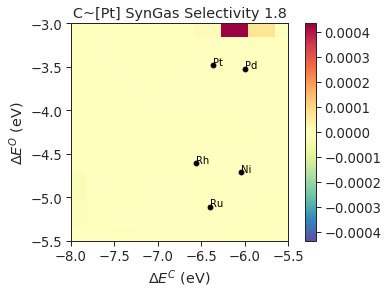 C~[Pt] SynGas Selectivity 1.8
−3.0
−3.5
−4.0
−4.5
−5.0
−5.5
ΔE^O (eV)
Pt
Pd
Rh
Ni
Ru
−8.0 −7.5 −7.0 −6.5 −6.0 −5.5
ΔE^C (eV)
0.0004
0.0003
0.0002
0.0001
0.0000
−0.0001
−0.0002
−0.0003
−0.0004